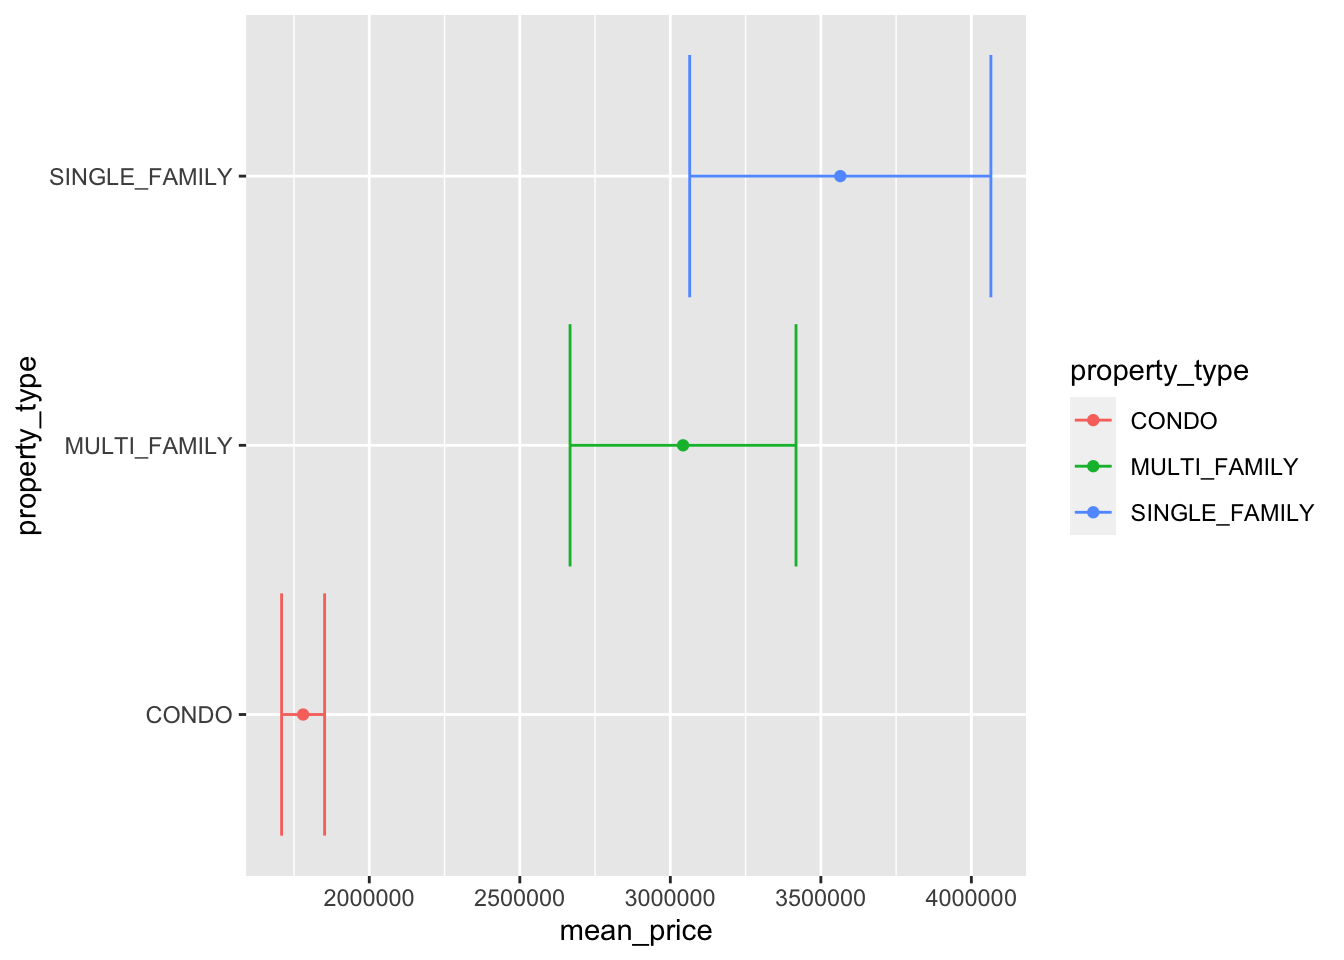 SINGLE_FAMILY
MULTI_FAMILY
CONDO
property_type
2000000 2500000 3000000 3500000 4000000
mean_price
property_type
CONDO
MULTI_FAMILY
SINGLE_FAMILY